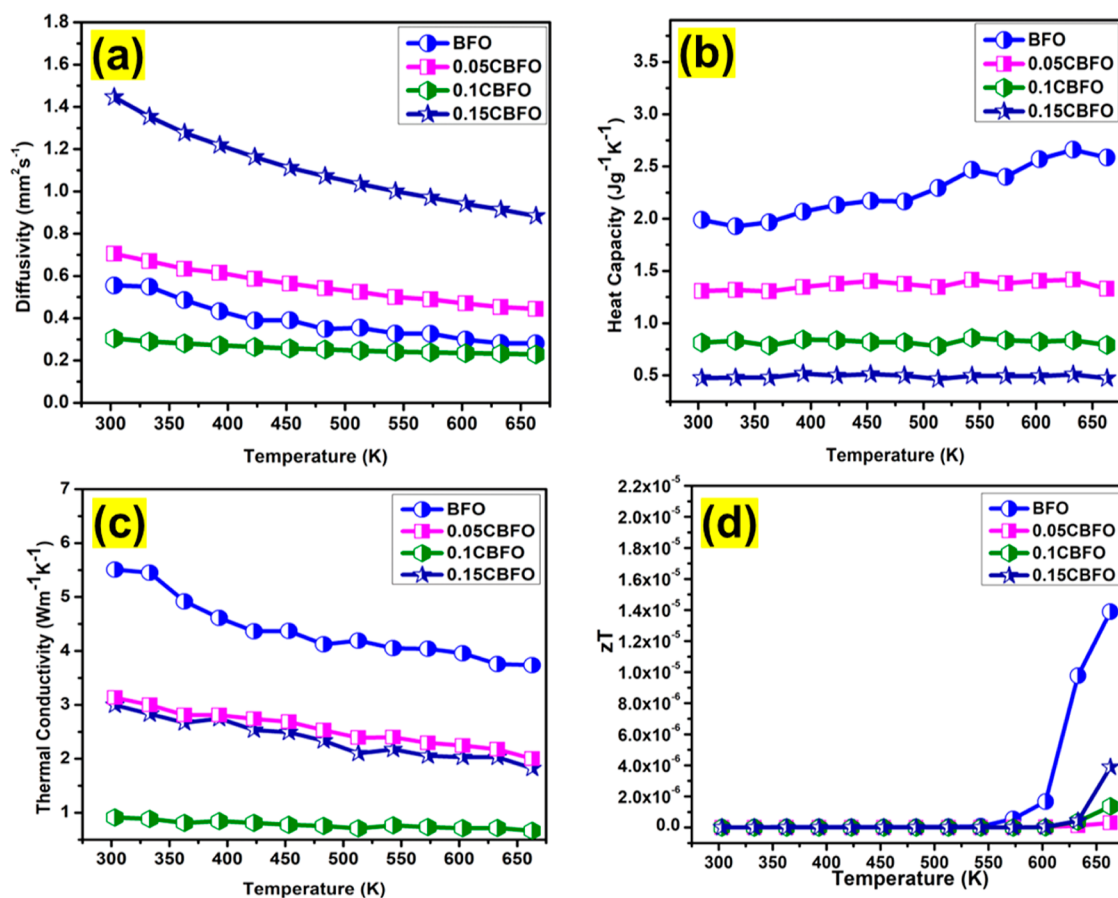 (a)
BFO
0.05CBFO
0.1CBFO
0.15CBFO
Diffusivity (mm²s⁻¹)
1.8
1.6
1.4
1.2
1.0
0.8
0.6
0.4
0.2
0.0
300 350 400 450 500 550 600 650
Temperature (K)
(b)
BFO
0.05CBFO
0.1CBFO
0.15CBFO
Heat Capacity (Jg⁻¹K⁻¹)
3.5
3.0
2.5
2.0
1.5
1.0
0.5
300 350 400 450 500 550 600 650
Temperature (K)
(c)
BFO
0.05CBFO
0.1CBFO
0.15CBFO
Thermal Conductivity (Wm⁻¹K⁻¹)
7
6
5
4
3
2
1
300 350 400 450 500 550 600 650
Temperature (K)
(d)
BFO
0.05CBFO
0.1CBFO
0.15CBFO
zT
2.2x10⁻⁵
2.0x10⁻⁵
1.8x10⁻⁵
1.6x10⁻⁵
1.4x10⁻⁵
1.2x10⁻⁵
1.0x10⁻⁵
8.0x10⁻⁶
6.0x10⁻⁶
4.0x10⁻⁶
2.0x10⁻⁶
0.0
300 350 400 450 500 550 600 650
Temperature (K)